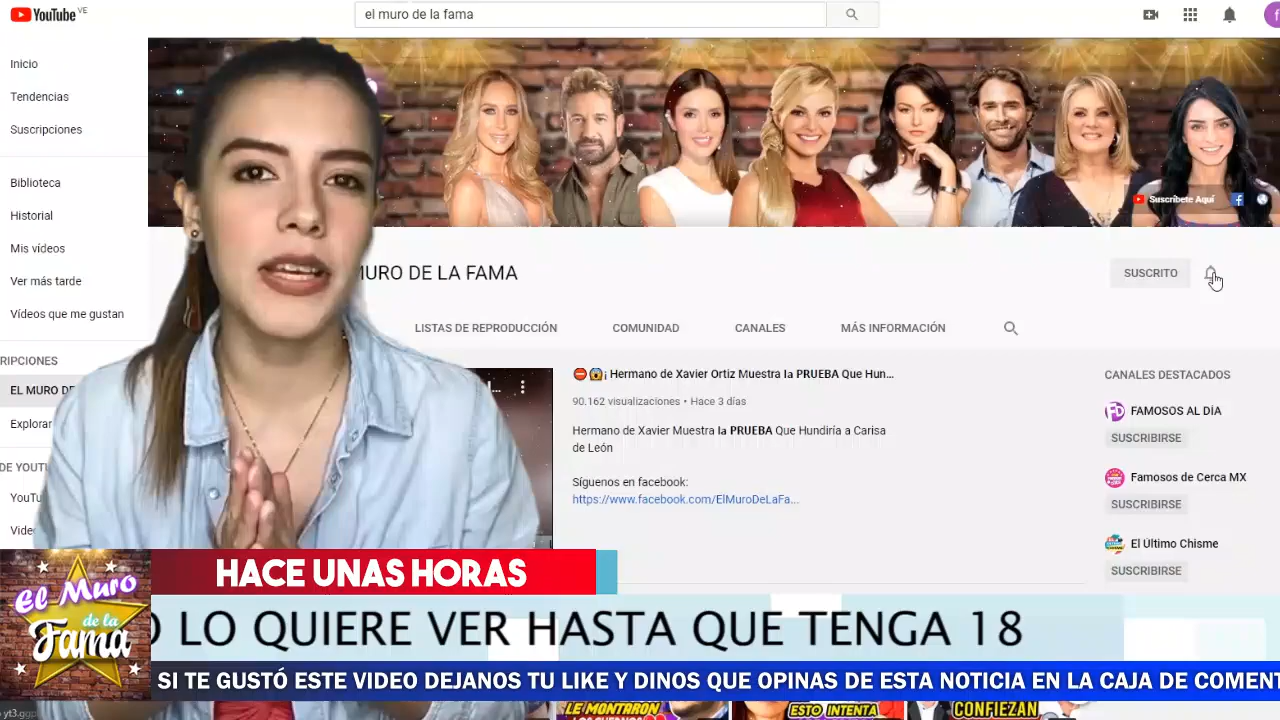 YouTube VE
el muro de la fama
Inicio
Tendencias
Suscripciones
Biblioteca
Historial
Mis vídeos
Ver más tarde
Vídeos que me gustan
RIPCIONES
EL MURO DE
Explorar
DE YOUTU
YouTu
Vide
Suscríbete Aquí
MURO DE LA FAMA
SUSCRITO
LISTAS DE REPRODUCCIÓN
COMUNIDAD
CANALES
MÁS INFORMACIÓN
⛔😱¡ Hermano de Xavier Ortiz Muestra la PRUEBA Que Hun...
90.162 visualizaciones • Hace 3 días
Hermano de Xavier Muestra la PRUEBA Que Hundiría a Carisa
de León
Síguenos en facebook:
https://www.facebook.com/ElMuroDeLaFa...
CANALES DESTACADOS
FAMOSOS AL DÍA
SUSCRIBIRSE
Famosos de Cerca MX
SUSCRIBIRSE
El Último Chisme
SUSCRIBIRSE
HACE UNAS HORAS
O LO QUIERE VER HASTA QUE TENGA 18
El Muro
de la
Fama
SI TE GUSTÓ ESTE VIDEO DEJANOS TU LIKE Y DINOS QUE OPINAS DE ESTA NOTICIA EN LA CAJA DE COMENT
LE MONTARON
LOS CUERNOS
ESTO INTENTA
CONFIEZAN